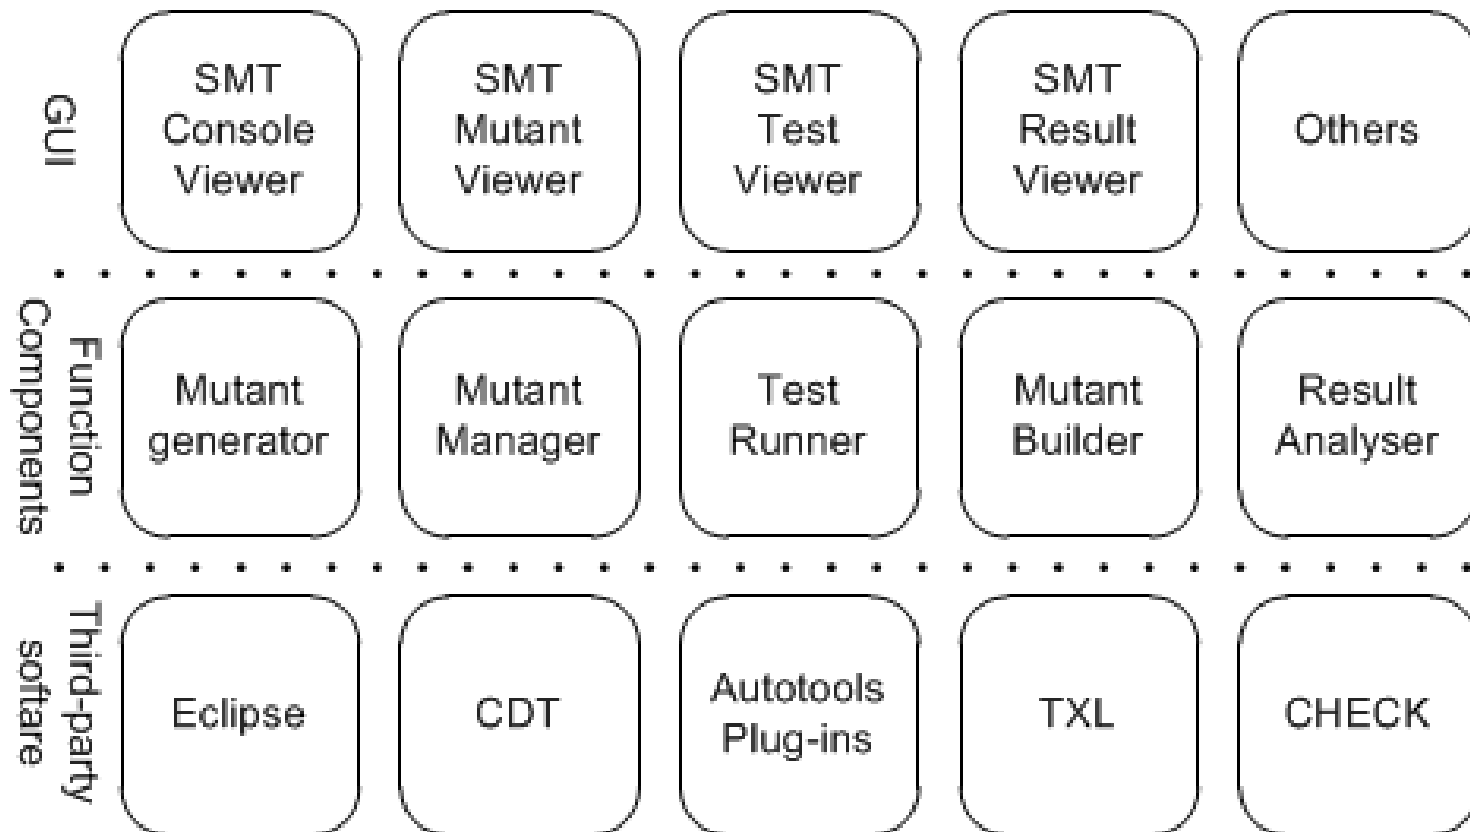 GUI
SMT
Console
Viewer
SMT
Mutant
Viewer
SMT
Test
Viewer
SMT
Result
Viewer
Others
Function
Components
Mutant
generator
Mutant
Manager
Test
Runner
Mutant
Builder
Result
Analyser
Third-party
softare
Eclipse
CDT
Autotools
Plug-ins
TXL
CHECK